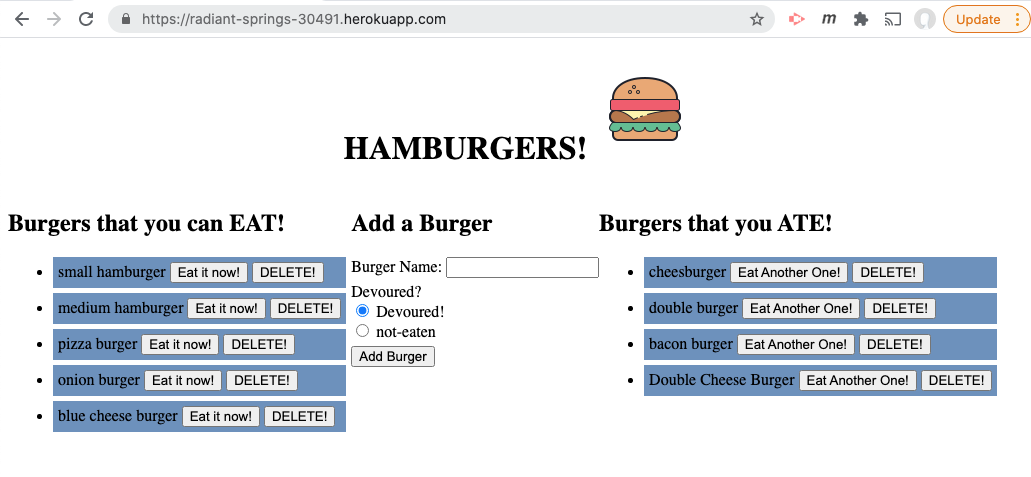 https://radiant-springs-30491.herokuapp.com
m
Update
HAMBURGERS!
Burgers that you can EAT!
small hamburger Eat it now! DELETE!
medium hamburger Eat it now! DELETE!
pizza burger Eat it now! DELETE!
onion burger Eat it now! DELETE!
blue cheese burger Eat it now! DELETE!
Add a Burger
Burger Name:
Devoured?
Devoured!
not-eaten
Add Burger
Burgers that you ATE!
cheesburger Eat Another One! DELETE!
double burger Eat Another One! DELETE!
bacon burger Eat Another One! DELETE!
Double Cheese Burger Eat Another One! DELETE!